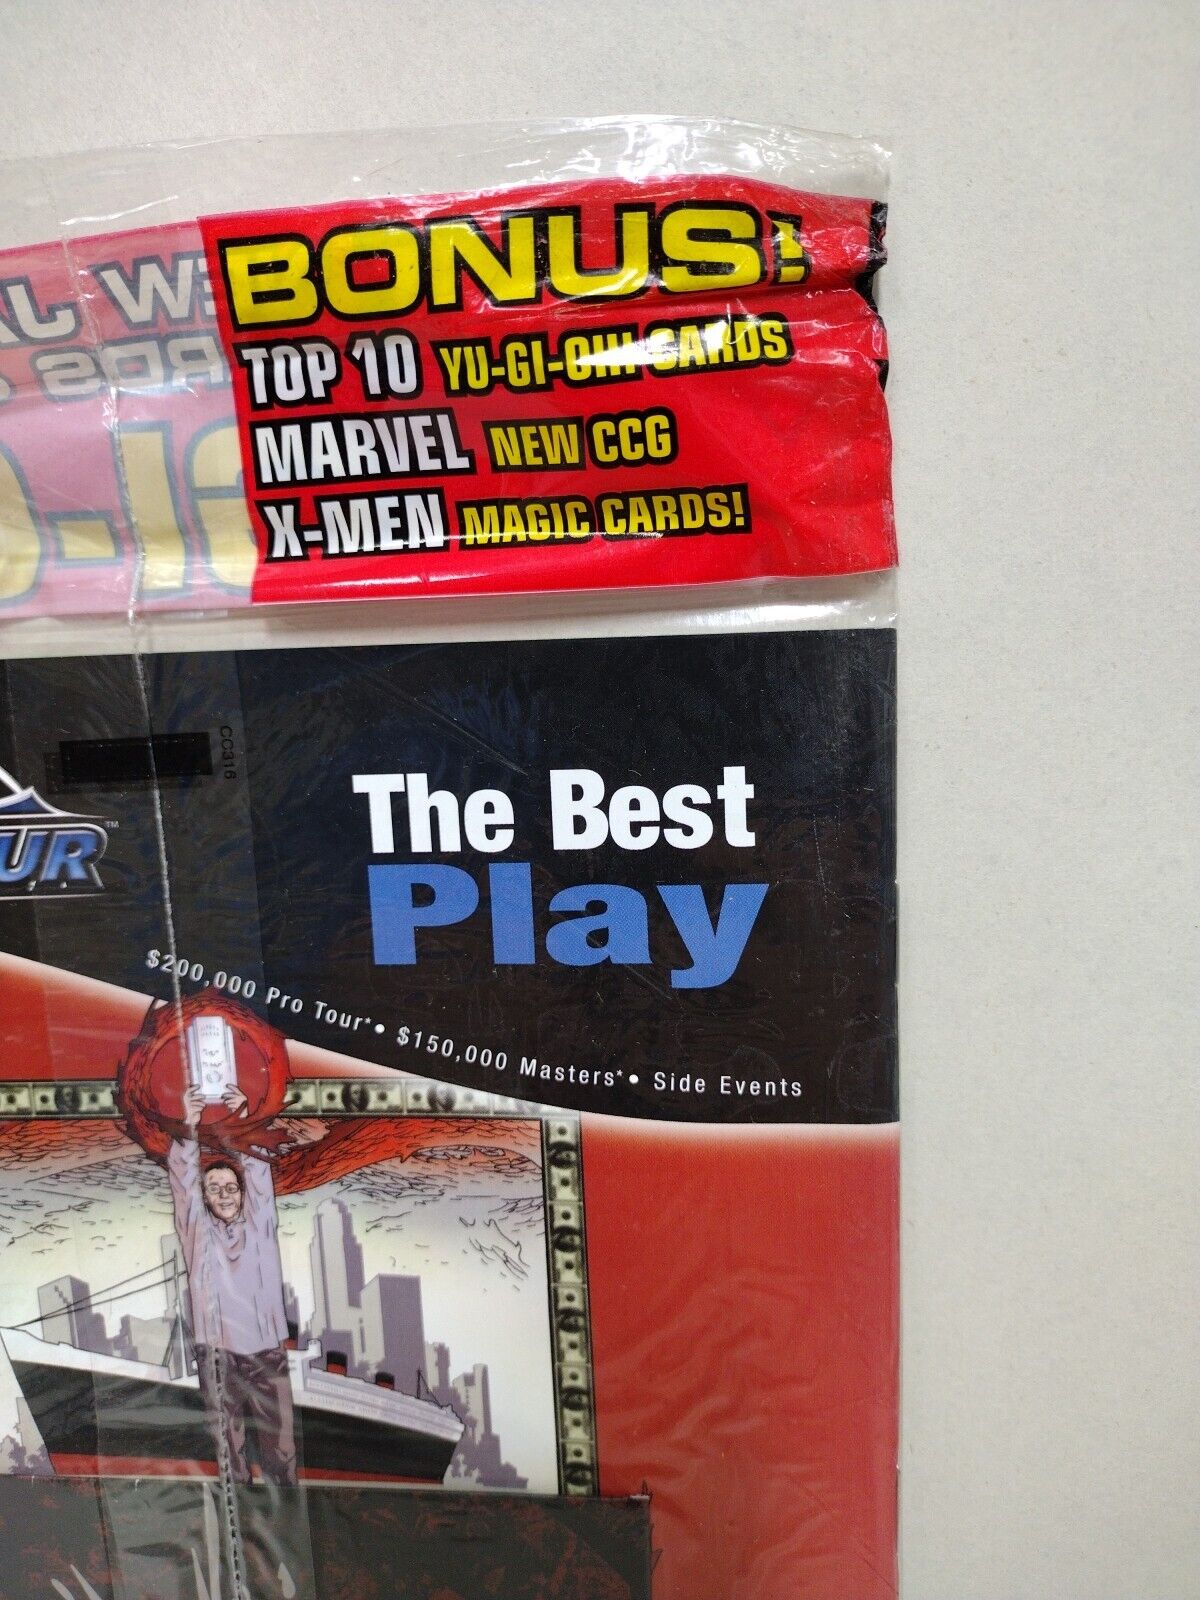 BONUS!
TOP 10 YU-GI-OH! CARDS
MARVEL NEW CCG
X-MEN MAGIC CARDS!
CC316
The Best
UR™
Play
$200,000 Pro Tour*• $150,000 Masters*• Side Events